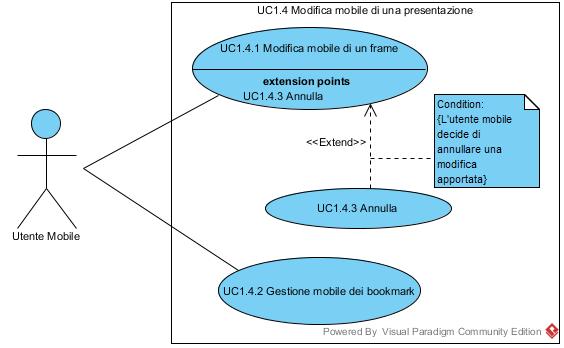 UC1.4 Modifica mobile di una presentazione
UC1.4.1 Modifica mobile di un frame
extension points
UC1.4.3 Annulla
Condition:
{L'utente mobile
decide di
annullare una
modifica
apportata}
<<Extend>>
UC1.4.3 Annulla
Utente Mobile
UC1.4.2 Gestione mobile dei bookmark
Powered By Visual Paradigm Community Edition